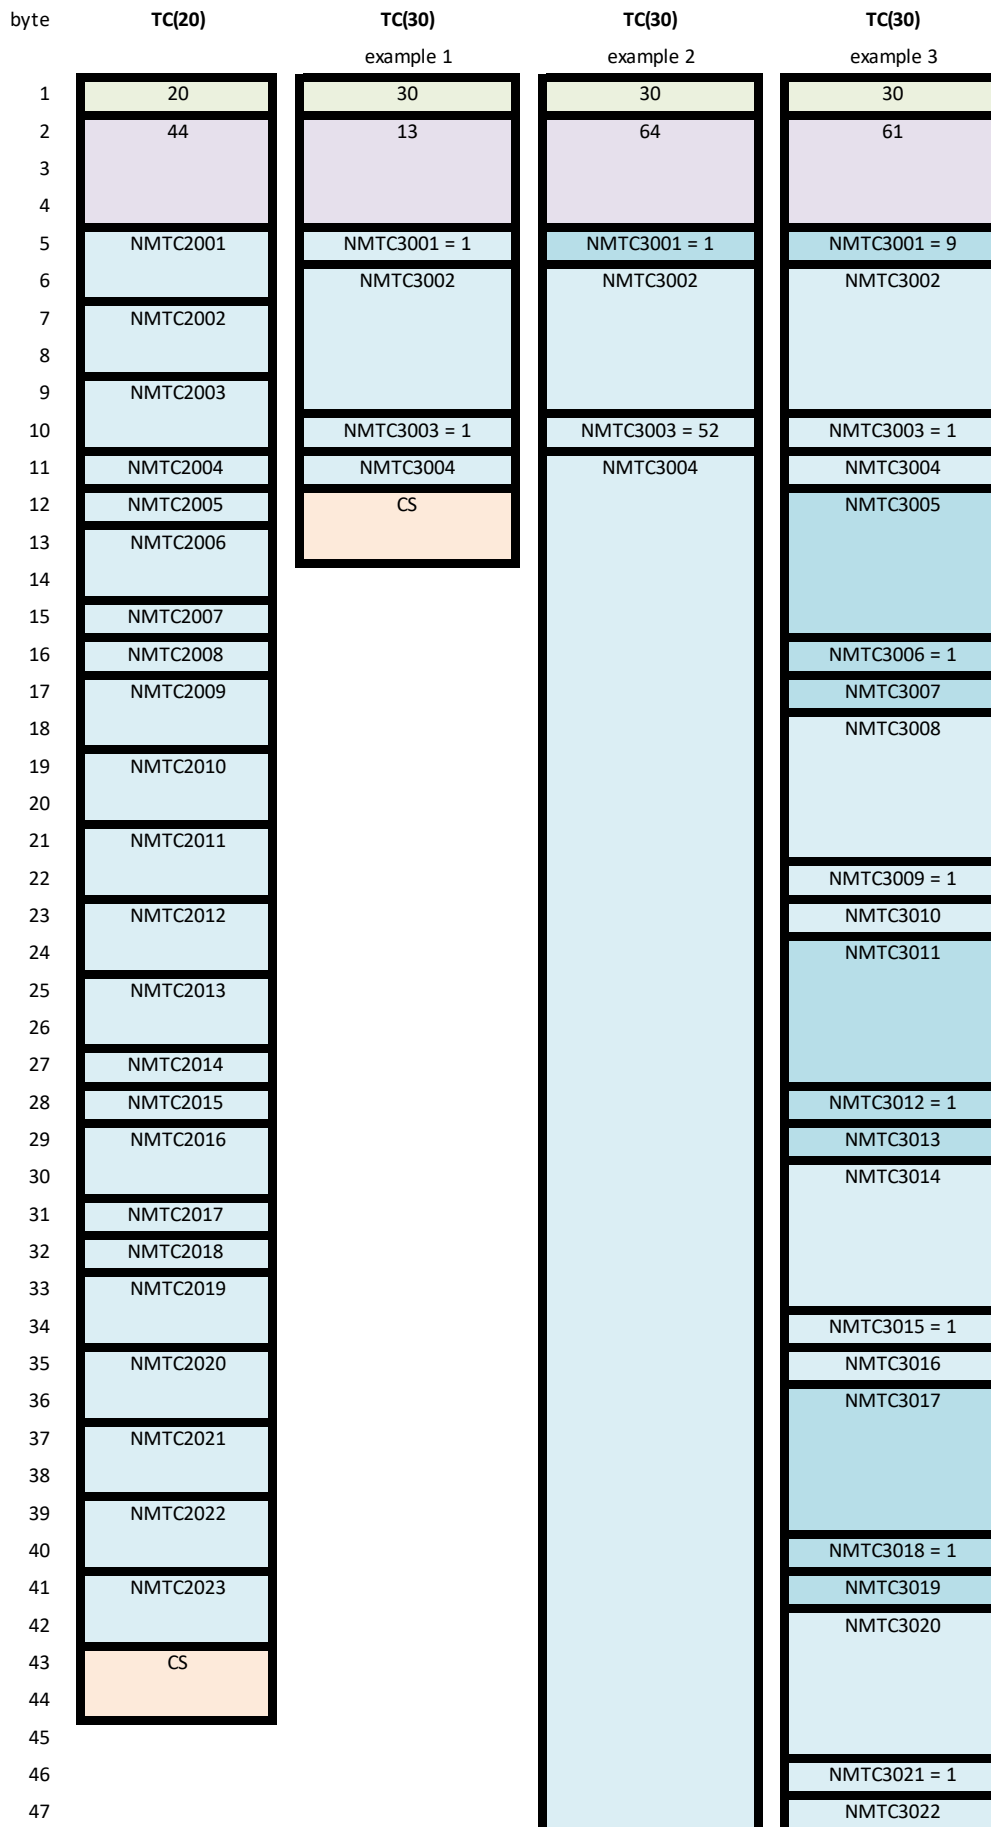 byte TC(20) TC(30) TC(30) TC(30)
example 1 example 2 example 3
1 20 30 30 30
2 44 13 64 61
3
4
5 NMTC2001 NMTC3001 = 1 NMTC3001 = 1 NMTC3001 = 9
6 NMTC3002 NMTC3002 NMTC3002
7 NMTC2002
8
9 NMTC2003
10 NMTC3003 = 1 NMTC3003 = 52 NMTC3003 = 1
11 NMTC2004 NMTC3004 NMTC3004 NMTC3004
12 NMTC2005 CS NMTC3005
13 NMTC2006
14
15 NMTC2007
16 NMTC2008 NMTC3006 = 1
17 NMTC2009 NMTC3007
18 NMTC3008
19 NMTC2010
20
21 NMTC2011
22 NMTC3009 = 1
23 NMTC2012 NMTC3010
24 NMTC3011
25 NMTC2013
26
27 NMTC2014
28 NMTC2015 NMTC3012 = 1
29 NMTC2016 NMTC3013
30 NMTC3014
31 NMTC2017
32 NMTC2018
33 NMTC2019
34 NMTC3015 = 1
35 NMTC2020 NMTC3016
36 NMTC3017
37 NMTC2021
38
39 NMTC2022
40 NMTC3018 = 1
41 NMTC2023 NMTC3019
42 NMTC3020
43 CS
44
45
46 NMTC3021 = 1
47 NMTC3022